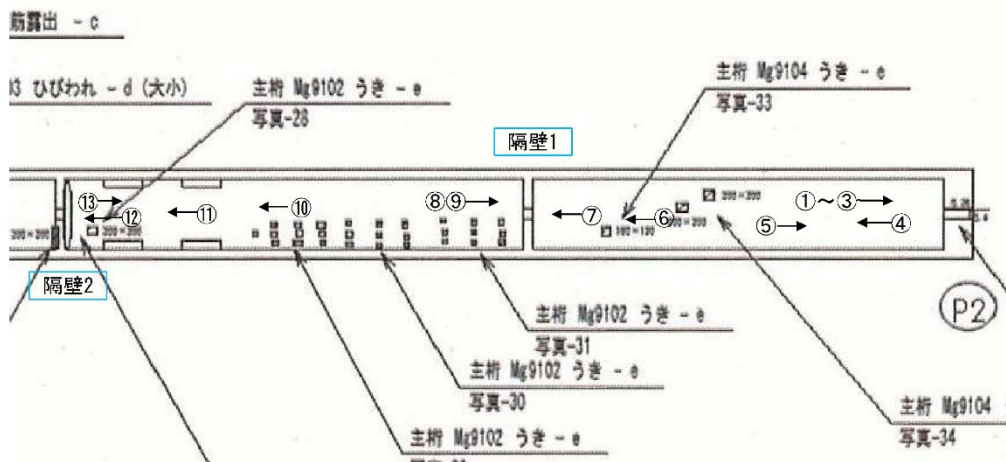 筋露出 - c
03 ひびわれ - d (大小)
主桁 Mg9102 うき - e
写真-28
隔壁1
主桁 Mg9104 うき - e
写真-33
⑬
⑫
200×200
⑪
⑩
⑧⑨
⑦
⑥
200×200
①～③
⑤
④
隔壁2
P2
主桁 Mg9102 うき - e
写真-31
主桁 Mg9102 うき - e
写真-30
主桁 Mg9102 うき - e
主桁 Mg9104
写真-34